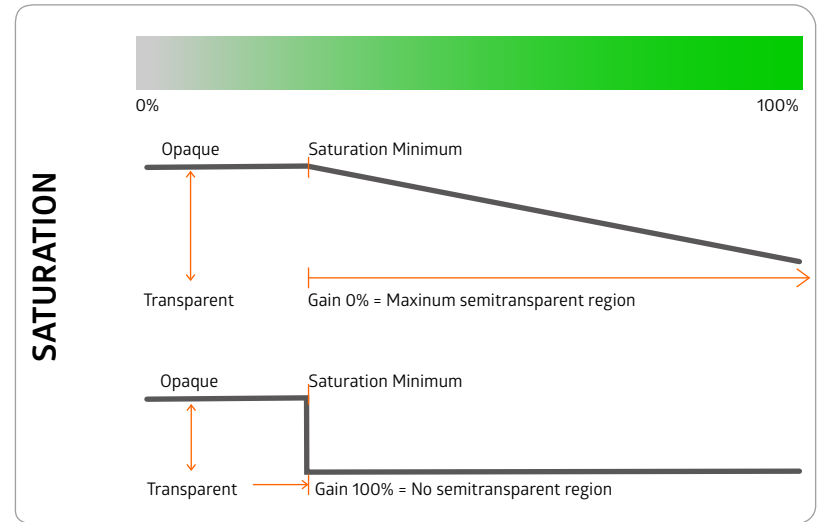 SATURATION
0%
100%
Opaque
Saturation Minimum
Transparent
Gain 0% = Maxinum semitransparent region
Opaque
Saturation Minimum
Transparent
Gain 100% = No semitransparent region